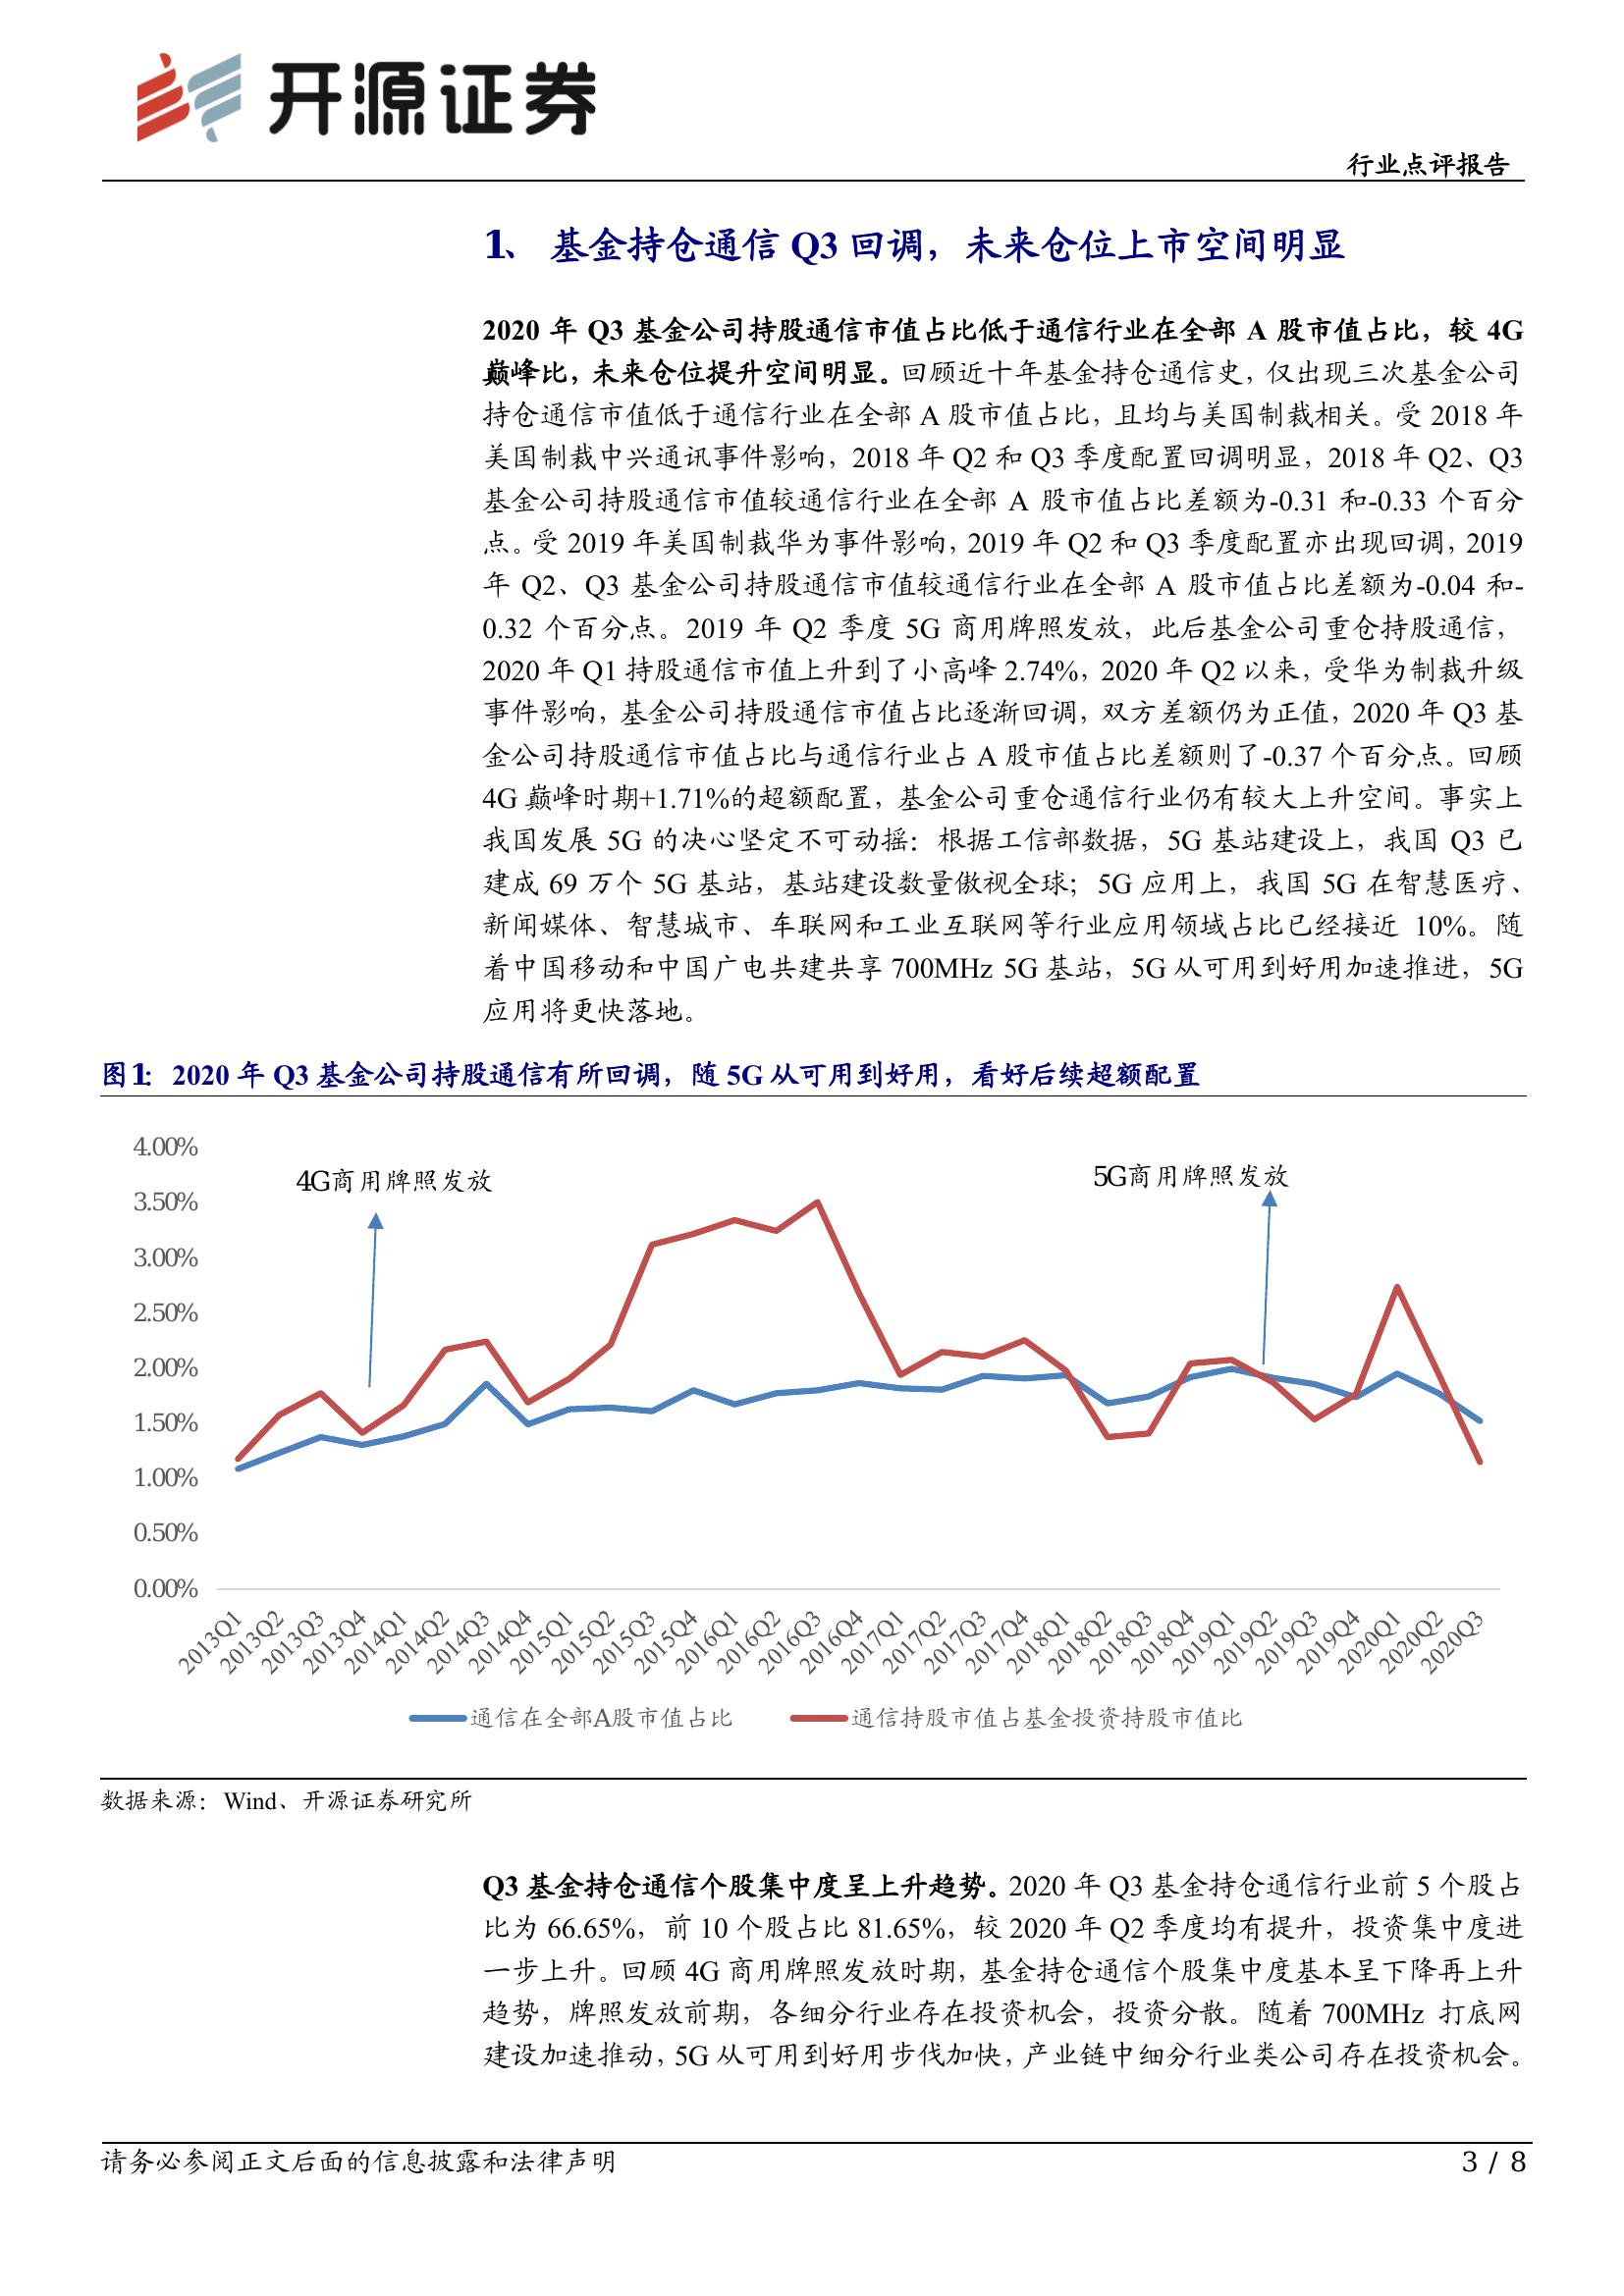 开源证券
行业点评报告
1、 基金持仓通信 Q3 回调，未来仓位上市空间明显
2020 年 Q3 基金公司持股通信市值占比低于通信行业在全部 A 股市值占比，较 4G
巅峰比，未来仓位提升空间明显。回顾近十年基金持仓通信史，仅出现三次基金公司
持仓通信市值低于通信行业在全部 A 股市值占比，且均与美国制裁相关。受 2018 年
美国制裁中兴通讯事件影响，2018 年 Q2 和 Q3 季度配置回调明显，2018 年 Q2、Q3
基金公司持股通信市值较通信行业在全部 A 股市值占比差额为-0.31 和-0.33 个百分
点。受 2019 年美国制裁华为事件影响，2019 年 Q2 和 Q3 季度配置亦出现回调，2019
年 Q2、Q3 基金公司持股通信市值较通信行业在全部 A 股市值占比差额为-0.04 和-
0.32 个百分点。2019 年 Q2 季度 5G 商用牌照发放，此后基金公司重仓持股通信，
2020 年 Q1 持股通信市值上升到了小高峰 2.74%，2020 年 Q2 以来，受华为制裁升级
事件影响，基金公司持股通信市值占比逐渐回调，双方差额仍为正值，2020 年 Q3 基
金公司持股通信市值占比与通信行业占 A 股市值占比差额则了-0.37 个百分点。回顾
4G 巅峰时期+1.71%的超额配置，基金公司重仓通信行业仍有较大上升空间。事实上
我国发展 5G 的决心坚定不可动摇：根据工信部数据，5G 基站建设上，我国 Q3 已
建成 69 万个 5G 基站，基站建设数量傲视全球；5G 应用上，我国 5G 在智慧医疗、
新闻媒体、智慧城市、车联网和工业互联网等行业应用领域占比已经接近 10%。随
着中国移动和中国广电共建共享 700MHz 5G 基站，5G 从可用到好用加速推进，5G
应用将更快落地。
图1： 2020 年 Q3 基金公司持股通信有所回调，随 5G 从可用到好用，看好后续超额配置
4.00%
3.50%
3.00%
2.50%
2.00%
1.50%
1.00%
0.50%
0.00%
4G商用牌照发放
5G商用牌照发放
2013Q1
2013Q2
2013Q3
2013Q4
2014Q1
2014Q2
2014Q3
2014Q4
2015Q1
2015Q2
2015Q3
2015Q4
2016Q1
2016Q2
2016Q3
2016Q4
2017Q1
2017Q2
2017Q3
2017Q4
2018Q1
2018Q2
2018Q3
2018Q4
2019Q1
2019Q2
2019Q3
2019Q4
2020Q1
2020Q2
2020Q3
通信在全部A股市值占比
通信持股市值占基金投资持股市值比
数据来源：Wind、开源证券研究所
Q3 基金持仓通信个股集中度呈上升趋势。2020 年 Q3 基金持仓通信行业前 5 个股占
比为 66.65%，前 10 个股占比 81.65%，较 2020 年 Q2 季度均有提升，投资集中度进
一步上升。回顾 4G 商用牌照发放时期，基金持仓通信个股集中度基本呈下降再上升
趋势，牌照发放前期，各细分行业存在投资机会，投资分散。随着 700MHz 打底网
建设加速推动，5G 从可用到好用步伐加快，产业链中细分行业类公司存在投资机会。
请务必参阅正文后面的信息披露和法律声明
3 / 8